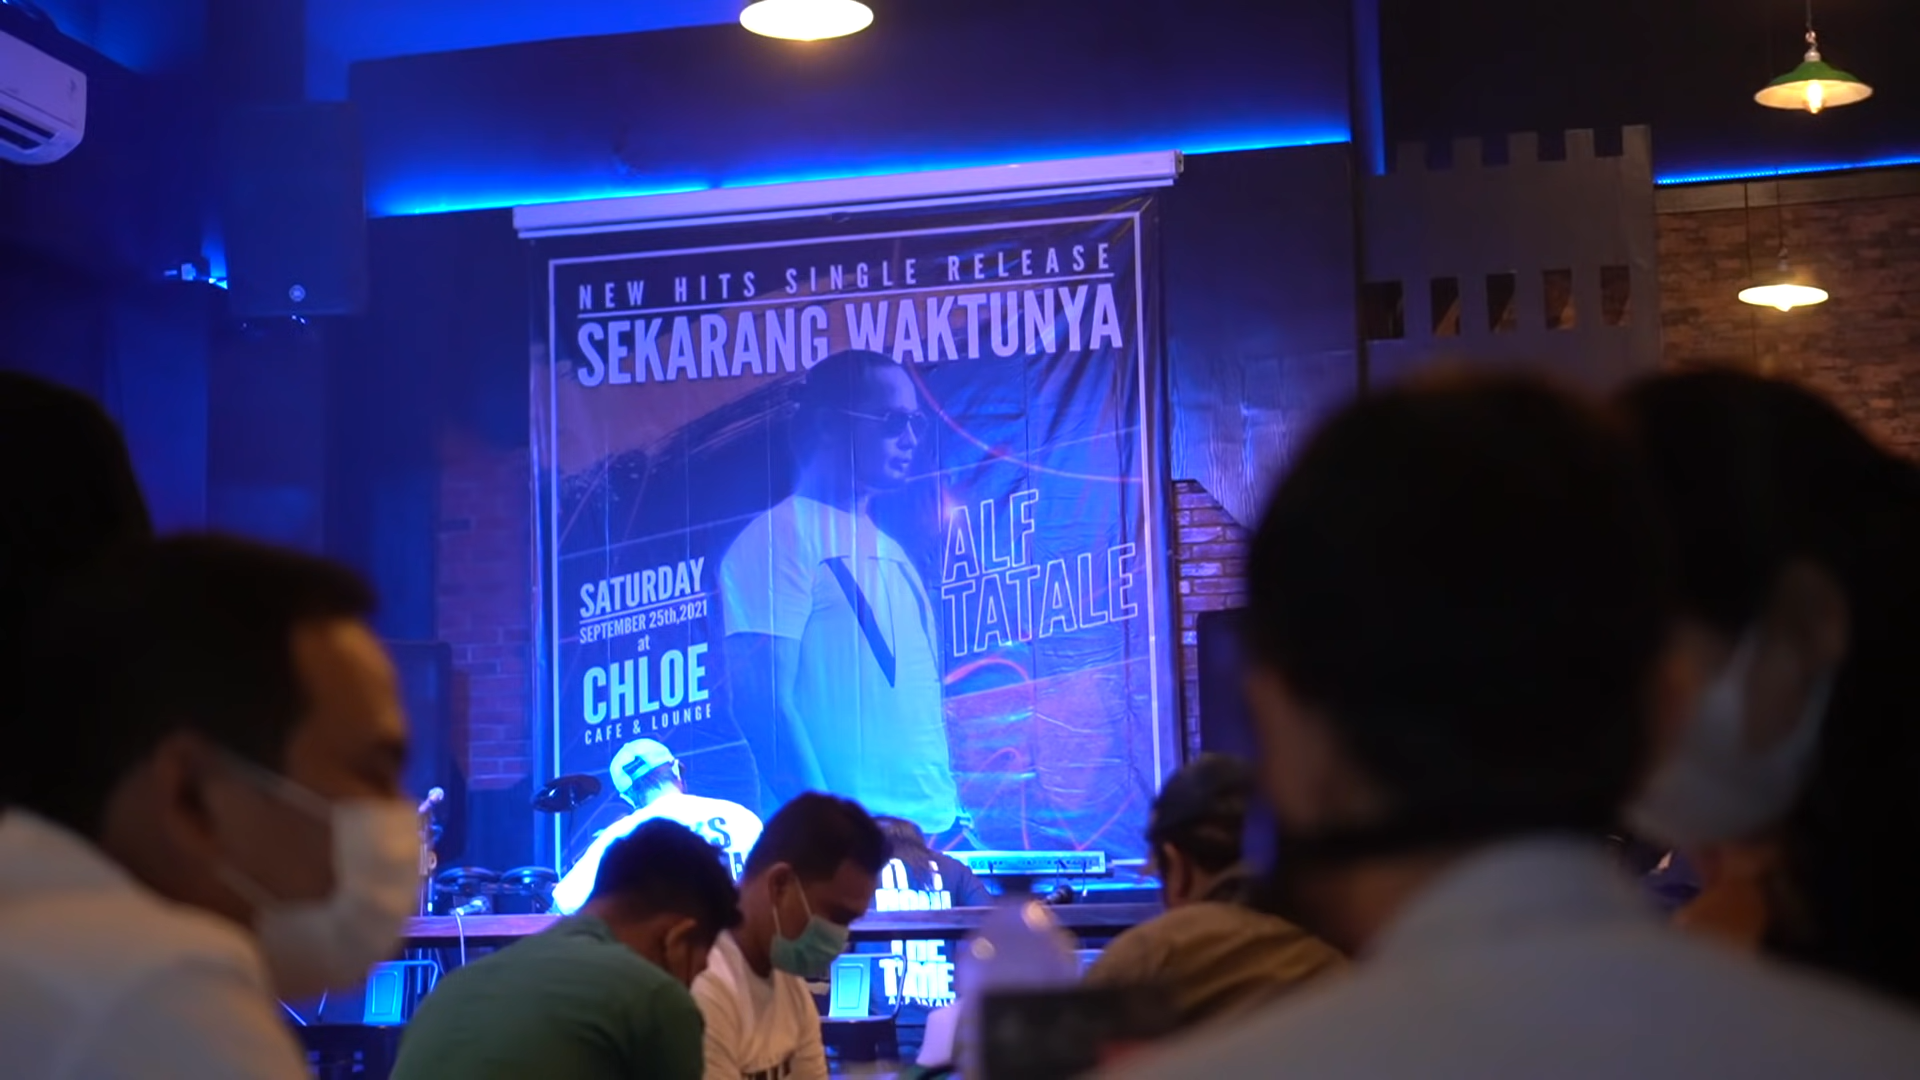 NEW HITS SINGLE RELEASE
SEKARANG WAKTUNYA
ALF
TATALE
SATURDAY
SEPTEMBER 25th,2021
at
CHLOE
CAFE & LOUNGE